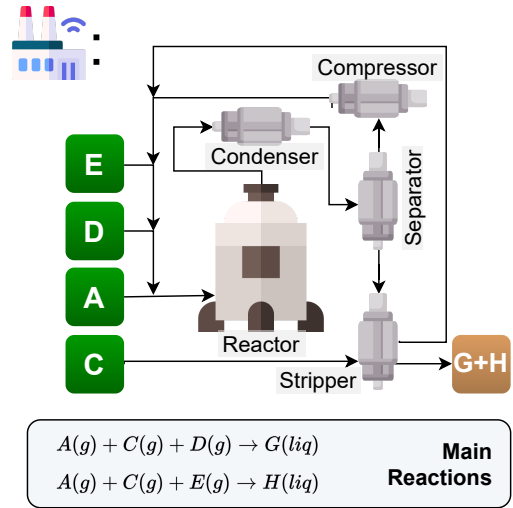 :
Compressor
Condenser
E
Separator
D
A
Reactor
C
Stripper
G+H
A(g) + C(g) + D(g) → G(liq)
A(g) + C(g) + E(g) → H(liq)
Main
Reactions